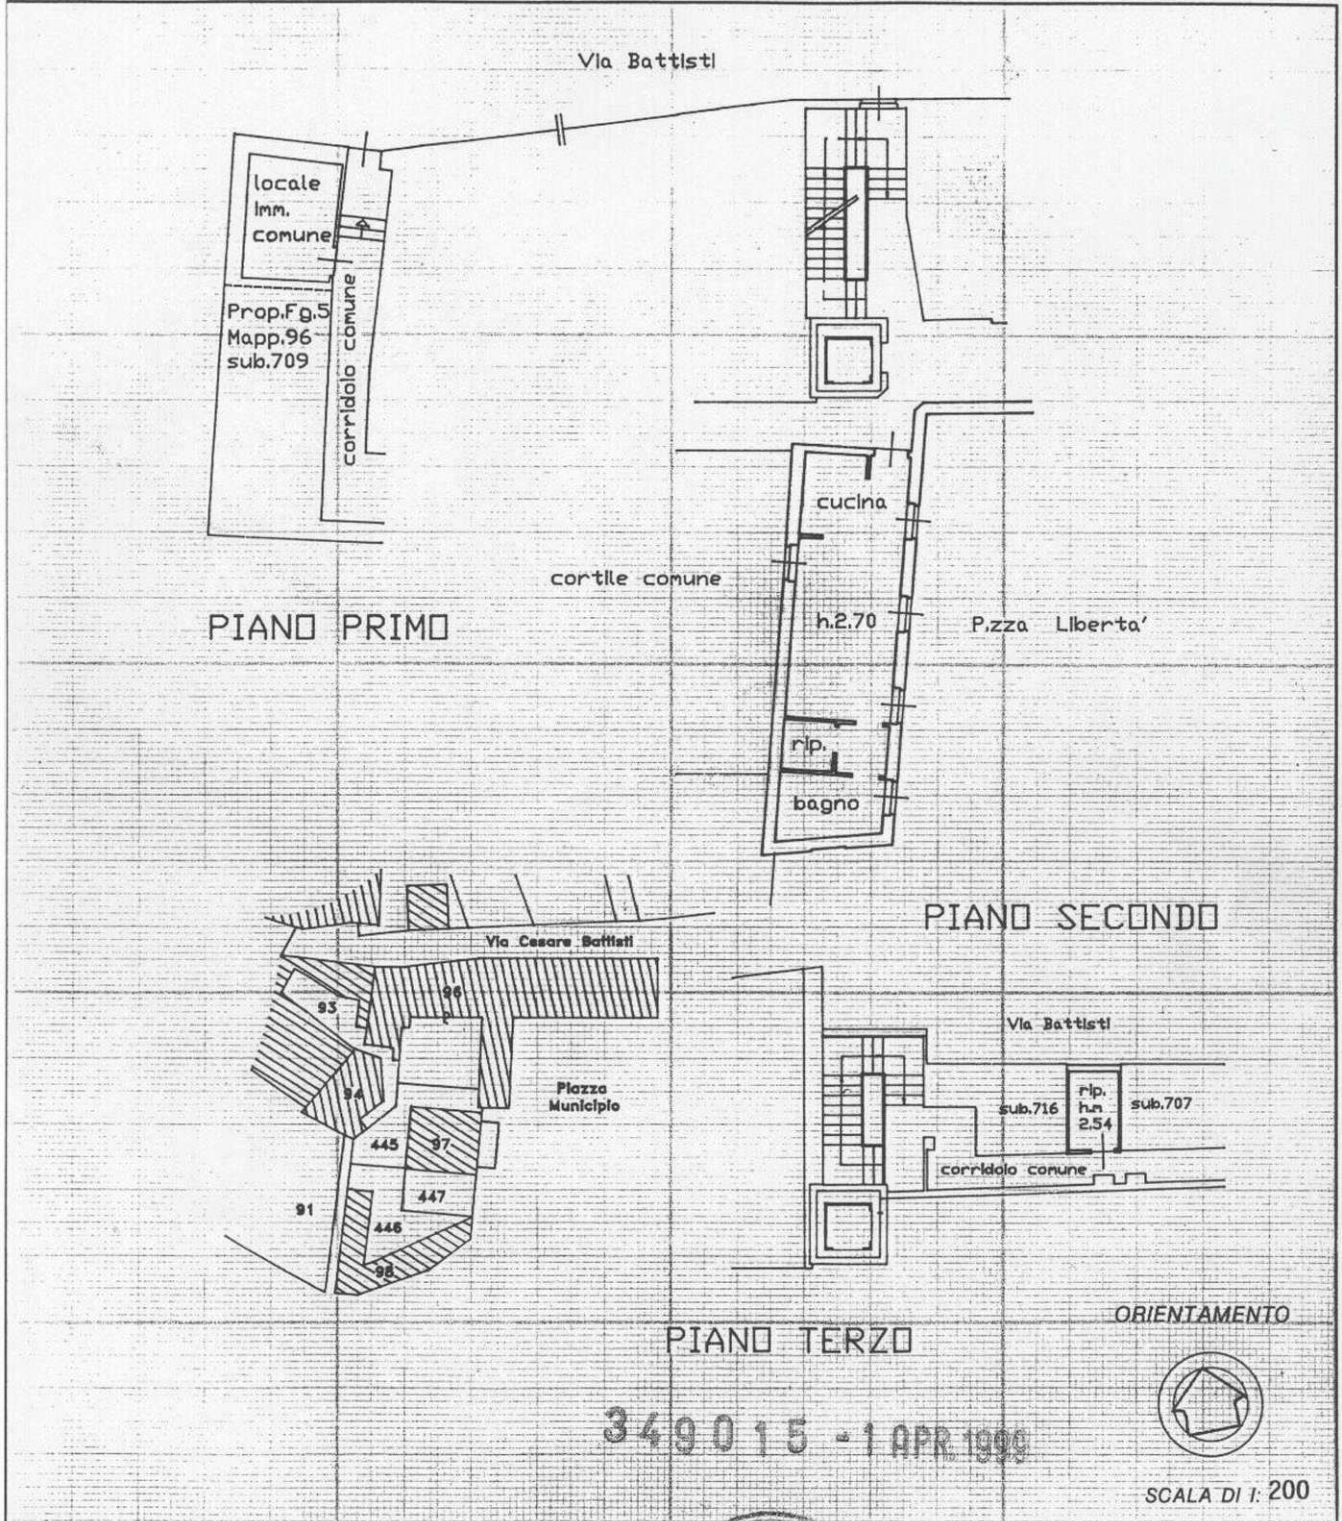 Via Battisti
locale
imm.
comune
Prop.Fg.5
Mapp.96
sub.709
corridoio comune
PIANO PRIMO
cucina
cortile comune
h.2.70
P.zza Liberta'
rip.
bagno
PIANO SECONDO
Via Cesare Battisti
96
93
94
Piazza
Municipio
445
97
447
91
446
98
Via Battisti
sub.716
rip.
h.m
2.54
sub.707
corridoio comune
PIANO TERZO
ORIENTAMENTO
349015 - 1 APR. 1999
SCALA DI 1: 200